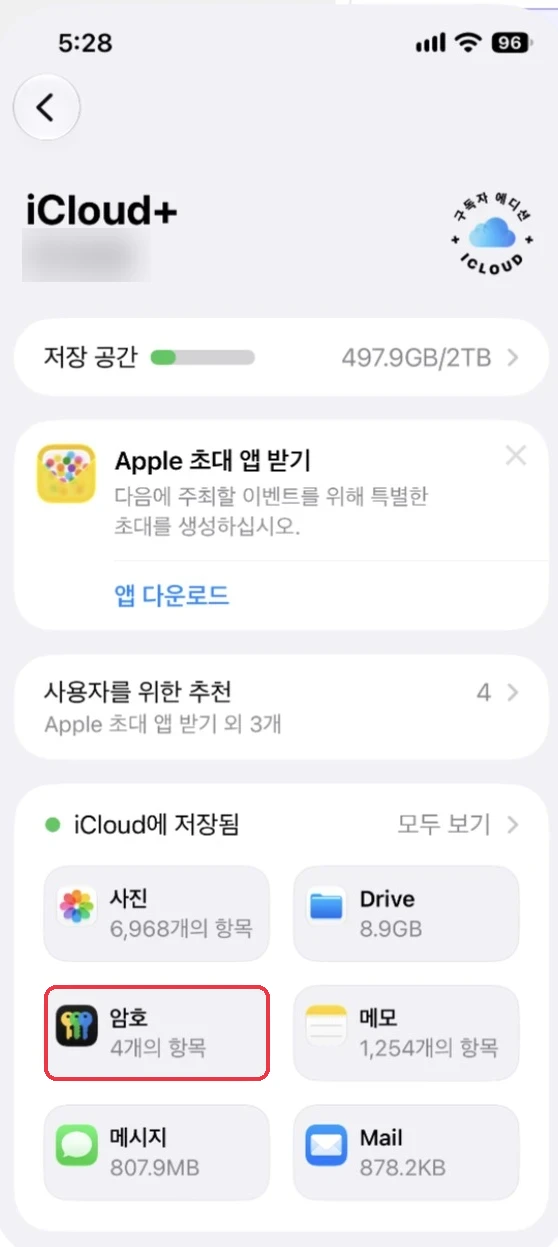 5:28
96
iCloud+
구독자 에디션
ICLOUD
저장 공간
497.9GB/2TB
Apple 초대 앱 받기
다음에 주최할 이벤트를 위해 특별한
초대를 생성하십시오.
앱 다운로드
사용자를 위한 추천
4
Apple 초대 앱 받기 외 3개
iCloud에 저장됨
모두 보기
사진
6,968개의 항목
Drive
8.9GB
암호
4개의 항목
메모
1,254개의 항목
메시지
807.9MB
Mail
878.2KB